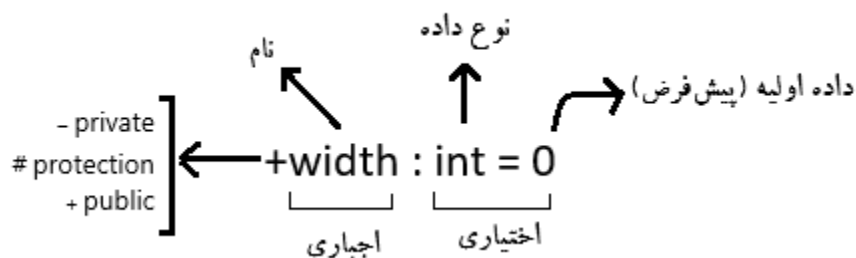 نوع داده
نام
داده اولیه (پیش‌فرض)
– private
# protection
+ public
+width : int = 0
اجباری
اختیاری